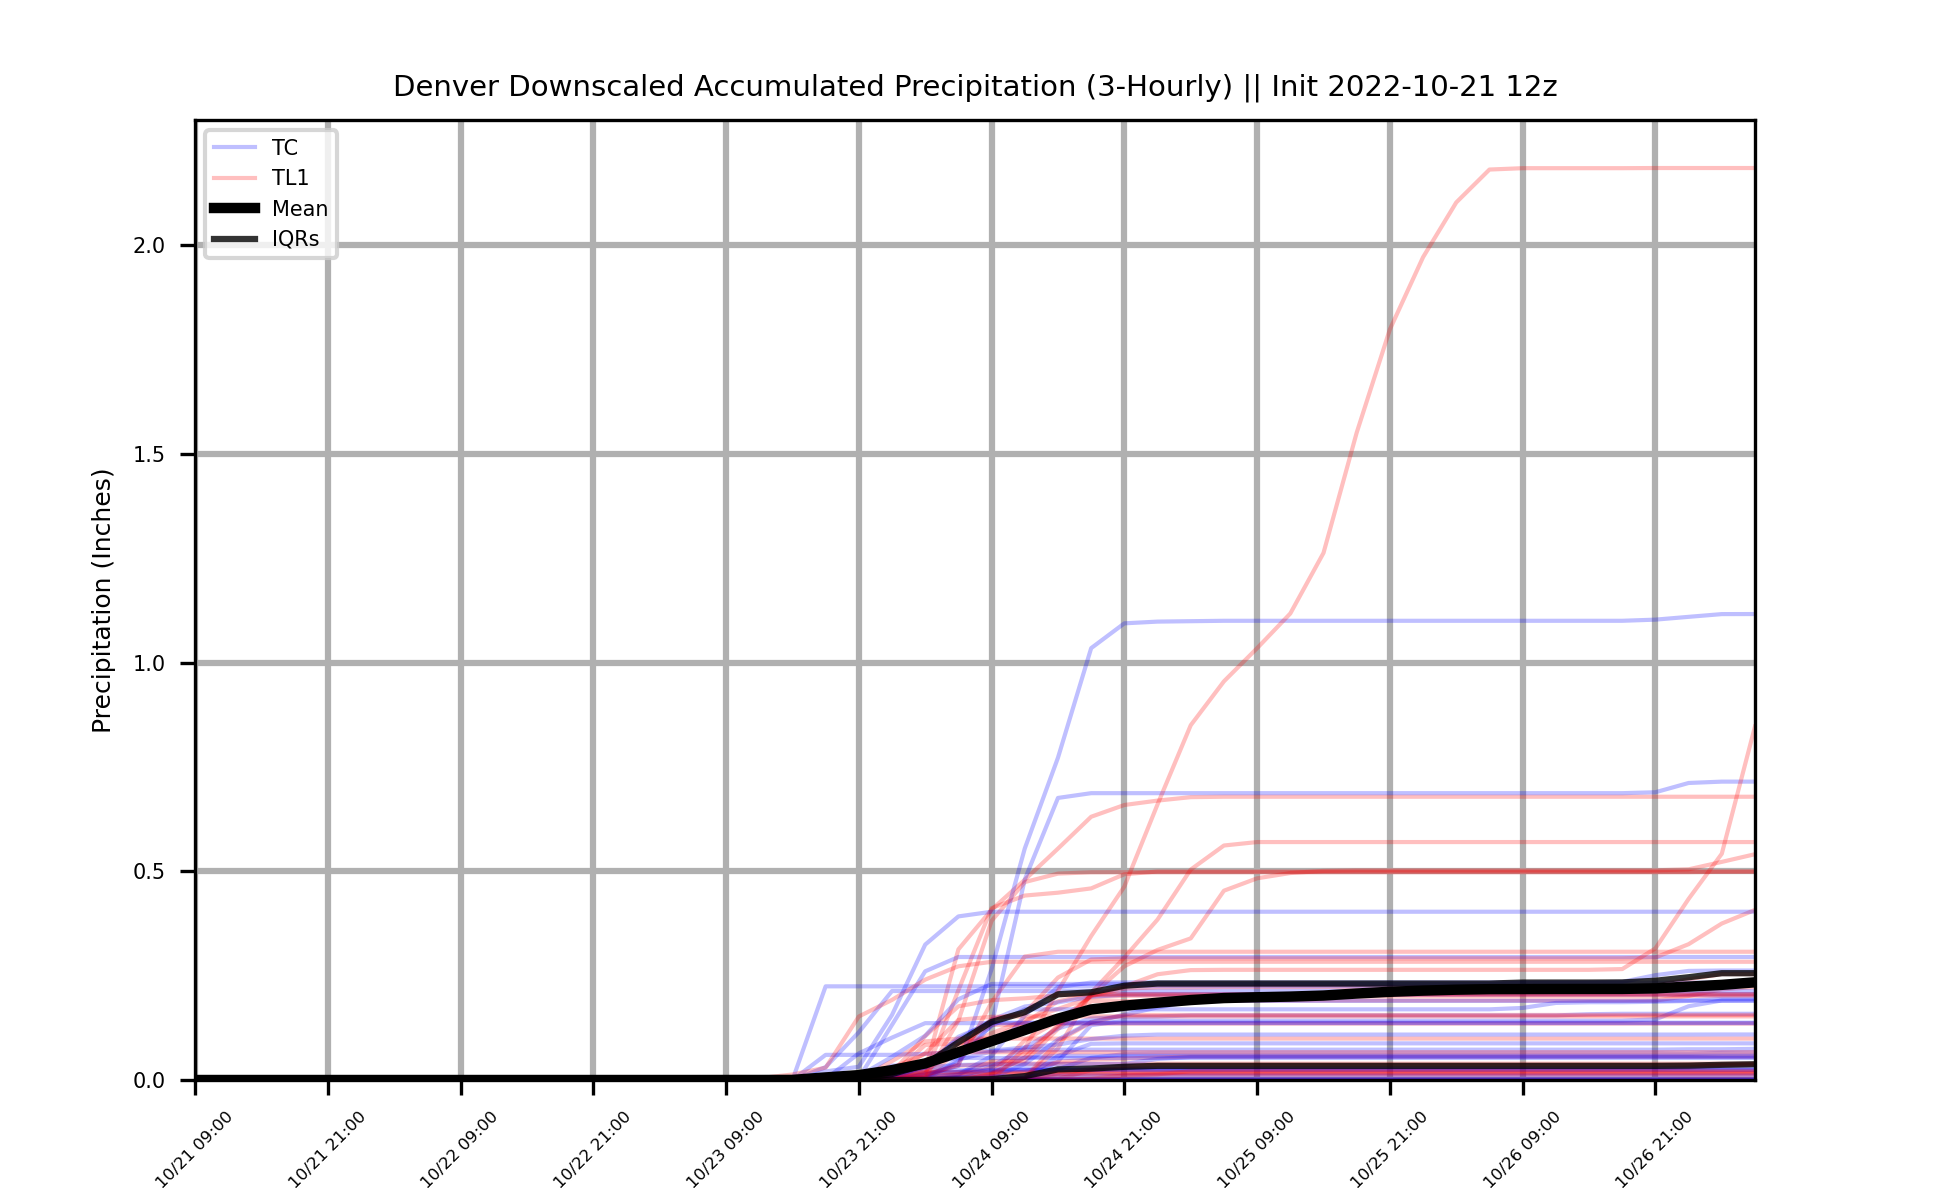 Denver Downscaled Accumulated Precipitation (3-Hourly) || Init 2022-10-21 12z
TC
TL1
Mean
IQRs
Precipitation (Inches)
2.0
1.5
1.0
0.5
0.0
10/21 09:00
10/21 21:00
10/22 09:00
10/22 21:00
10/23 09:00
10/23 21:00
10/24 09:00
10/24 21:00
10/25 09:00
10/25 21:00
10/26 09:00
10/26 21:00